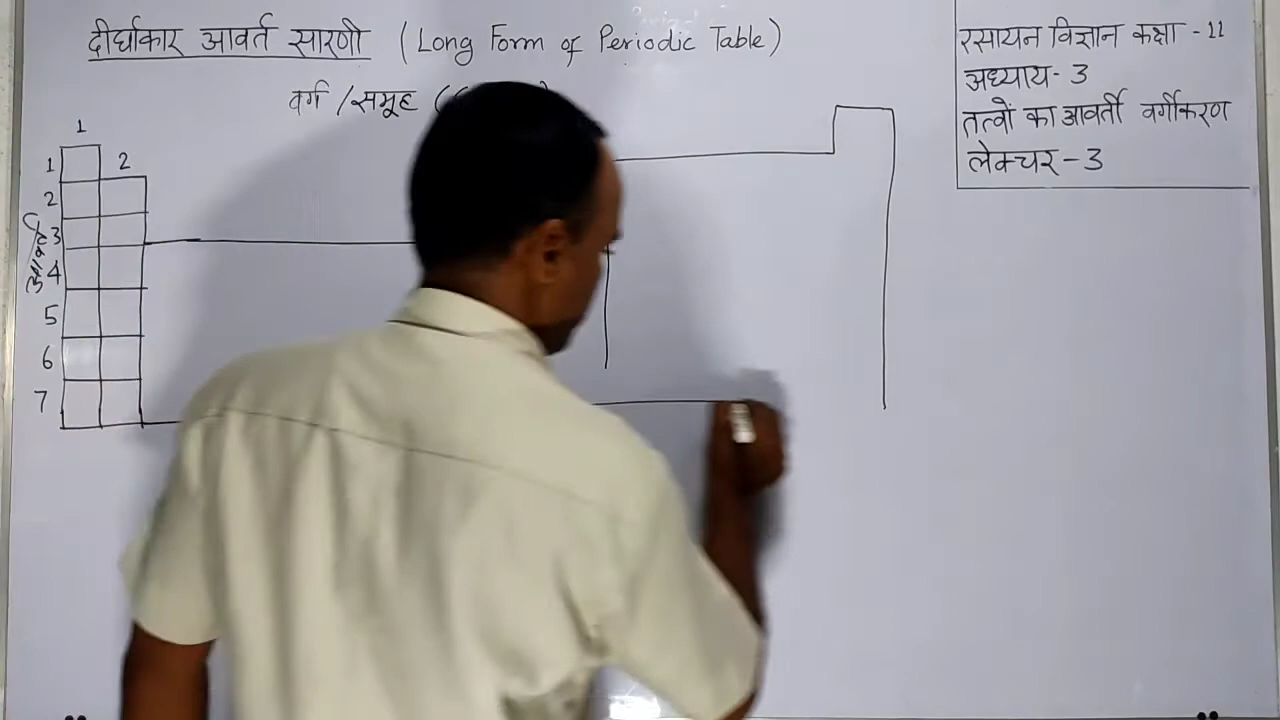 दीर्घाकार आवर्त सारणी (Long Form of Periodic Table)
वर्ग /समूह (
रसायन विज्ञान कक्षा - 11
अध्याय- 3
तत्वों का आवर्ती वर्गीकरण
लेक्चर - 3
1
1 2
2
3
4
5
6
7